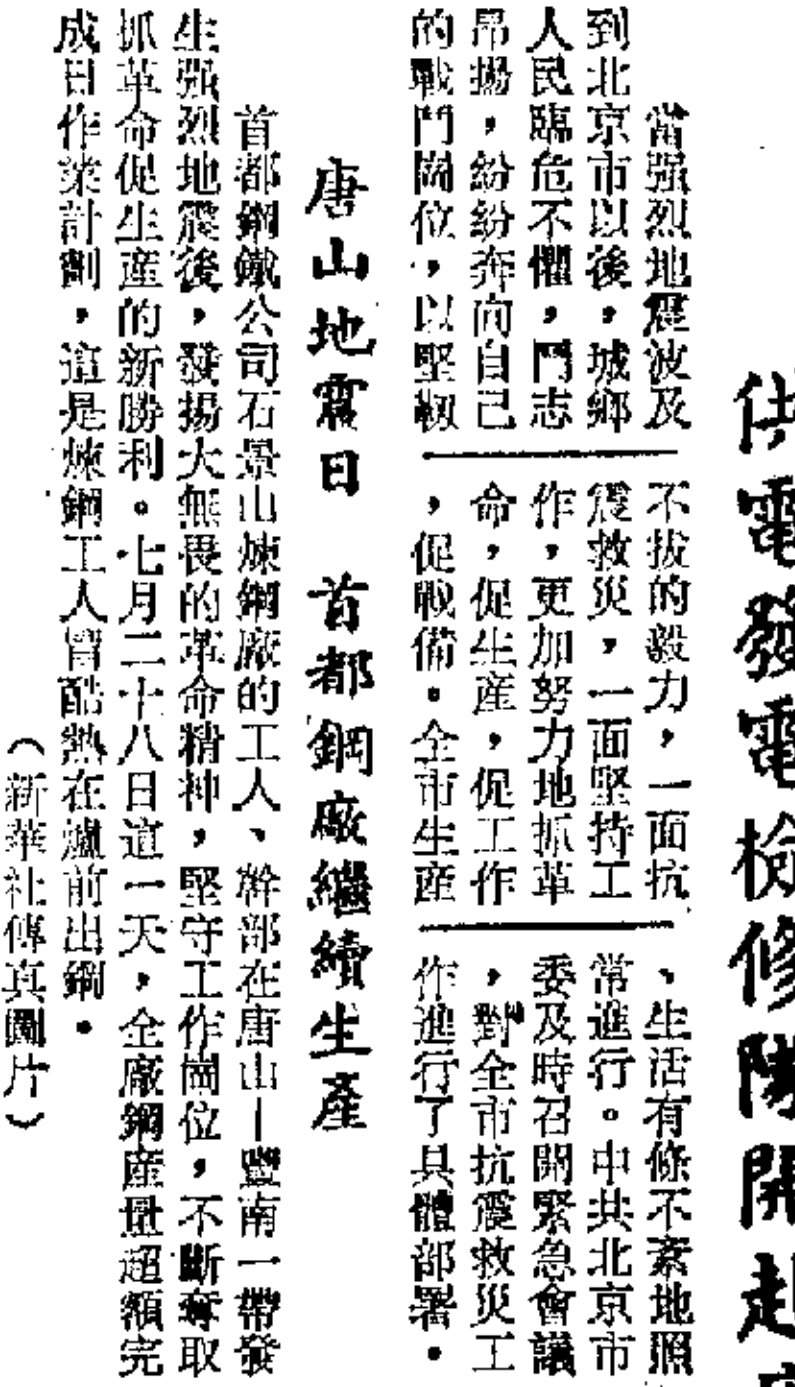 供電發電檢修隊開赴
當强烈地震波及
到北京市以後，城鄉
人民臨危不懼，鬥志
昂揚，紛紛奔向自己
的戰鬥崗位，以堅韌
不拔的毅力，一面抗
震救災，一面堅持工
作，更加努力地抓革
命，促生産，促工作
，促戰備。全市生産
、生活有條不紊地照
常進行。中共北京市
委及時召開緊急會議
，對全市抗震救災工
作進行了具體部署。
唐山地震日 首都鋼廠繼續生產
首都鋼鐵公司石景山煉鋼廠的工人、幹部在唐山—豐南一帶發
生强烈地震後，發揚大無畏的革命精神，堅守工作崗位，不斷奪取
抓革命促生産的新勝利。七月二十八日這一天，全廠鋼産量超額完
成日作業計劃，這是煉鋼工人冒酷熱在爐前出鋼。
（新華社傳真圖片）